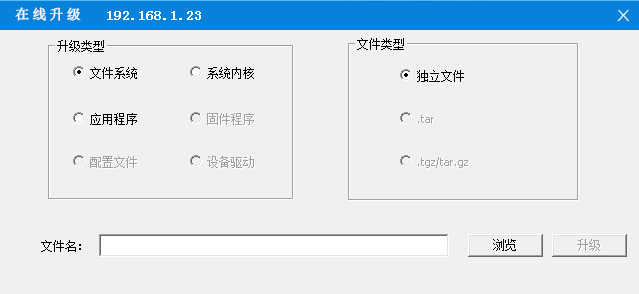 在线升级 192.168.1.23
升级类型
文件系统 系统内核
应用程序 固件程序
配置文件 设备驱动
文件类型
独立文件
.tar
.tgz/tar.gz
文件名: 浏览 升级